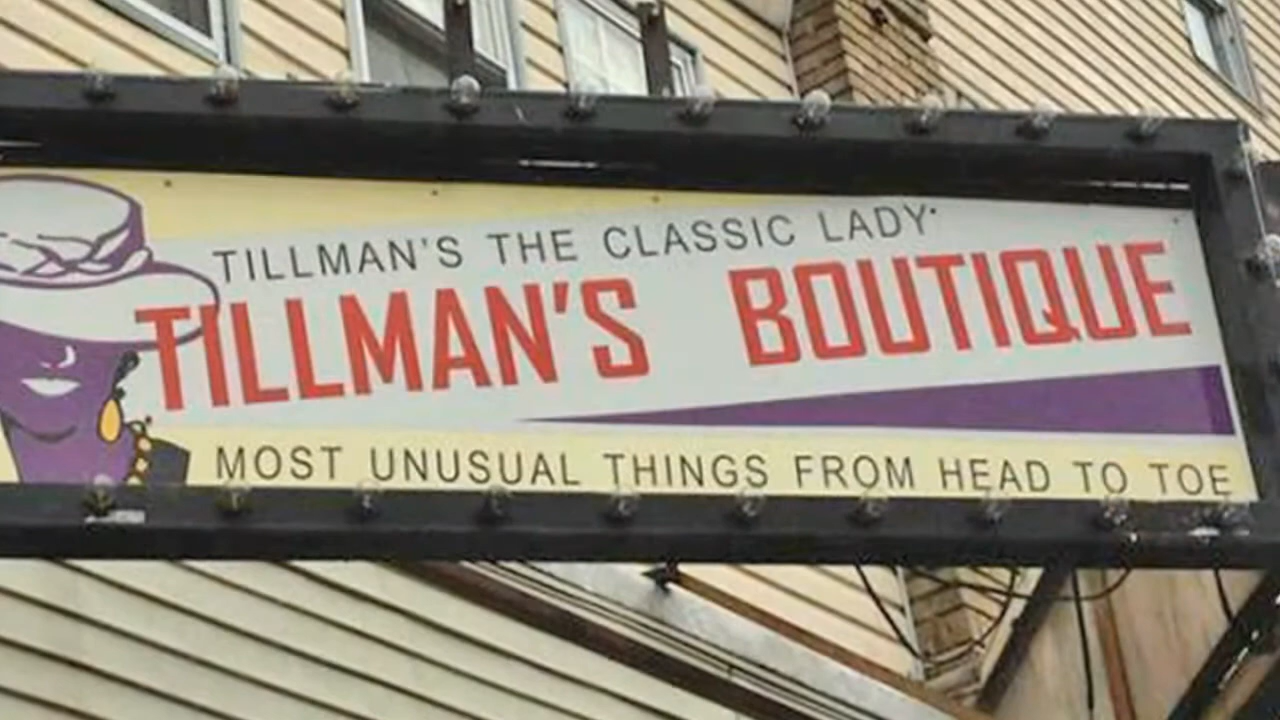 TILLMAN'S THE CLASSIC LADY
TILLMAN'S BOUTIQUE
MOST UNUSUAL THINGS FROM HEAD TO TOE